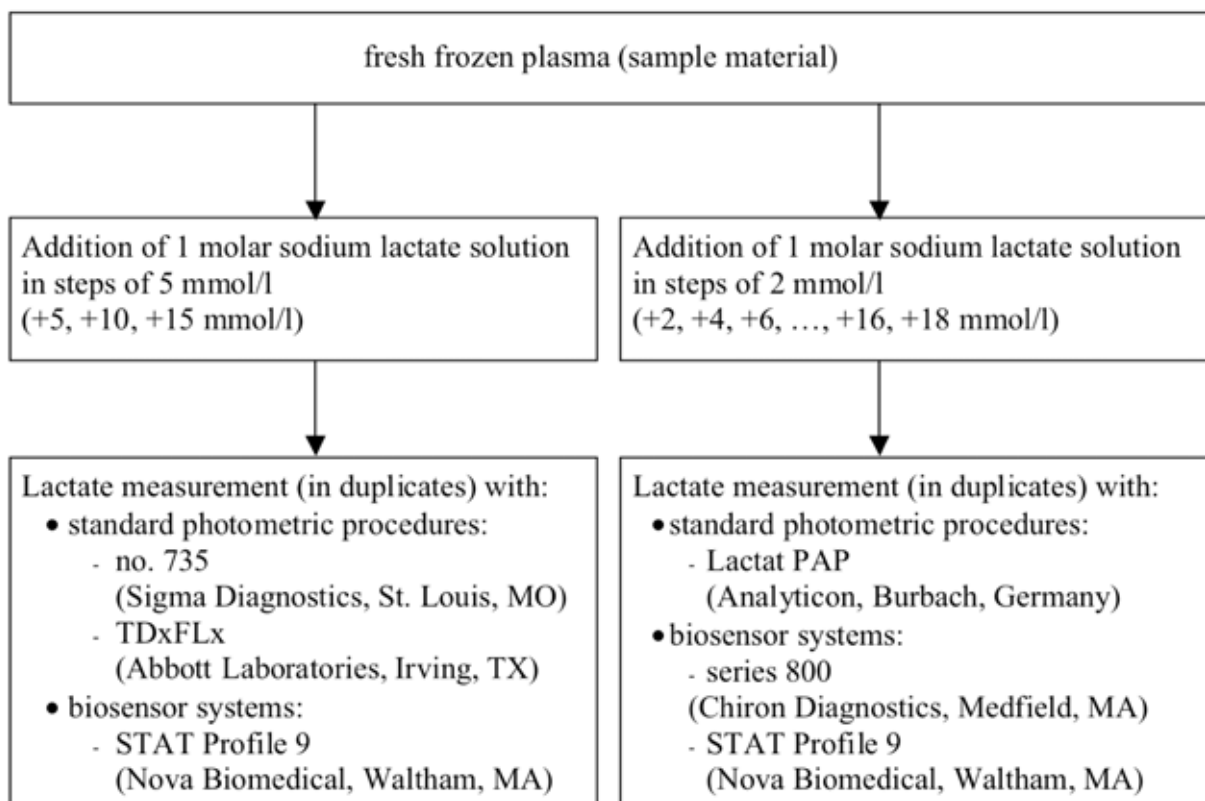 fresh frozen plasma (sample material)
Addition of 1 molar sodium lactate solution
in steps of 5 mmol/l
(+5, +10, +15 mmol/l)
Addition of 1 molar sodium lactate solution
in steps of 2 mmol/l
(+2, +4, +6, …, +16, +18 mmol/l)
Lactate measurement (in duplicates) with:
• standard photometric procedures:
- no. 735
(Sigma Diagnostics, St. Louis, MO)
- TDxFLx
(Abbott Laboratories, Irving, TX)
• biosensor systems:
- STAT Profile 9
(Nova Biomedical, Waltham, MA)
Lactate measurement (in duplicates) with:
• standard photometric procedures:
- Lactat PAP
(Analyticon, Burbach, Germany)
• biosensor systems:
- series 800
(Chiron Diagnostics, Medfield, MA)
- STAT Profile 9
(Nova Biomedical, Waltham, MA)